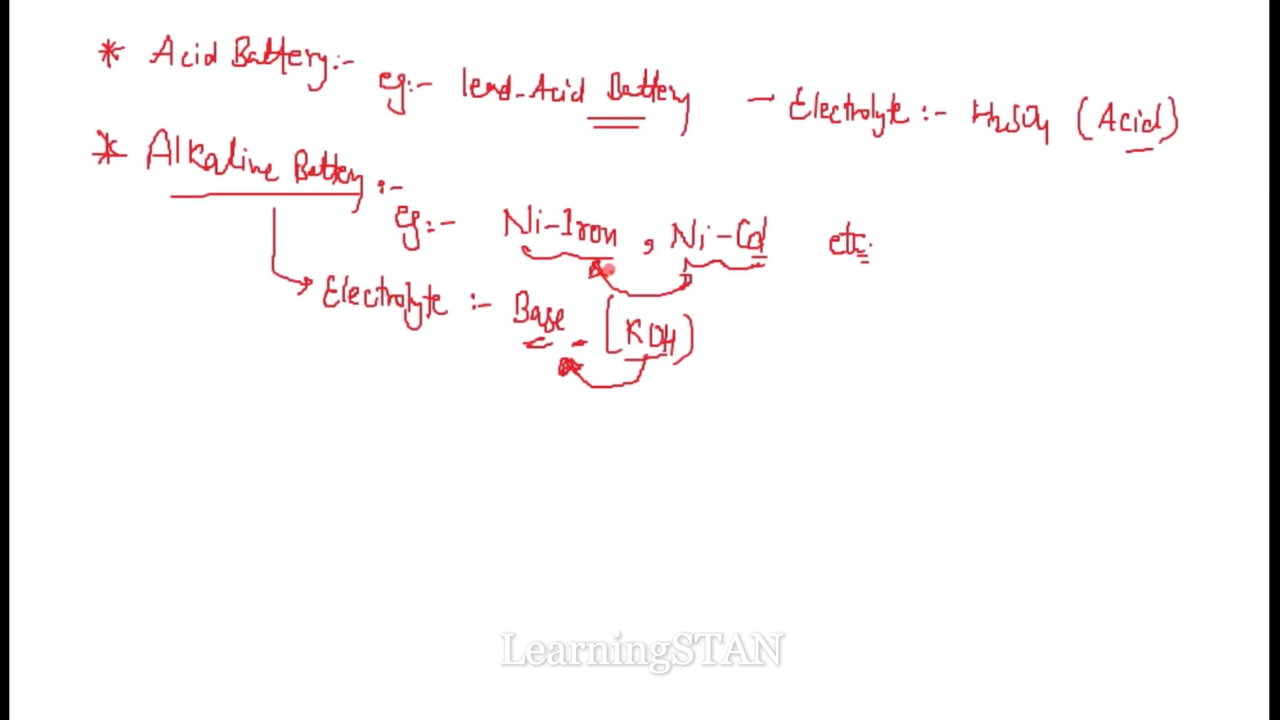 * Acid Battery:- eg:- lead-Acid Battery - Electrolyte:- H2SO4 (Acid)
* Alkaline Battery:- eg:- Ni-Iron, Ni-Cd etc.
Electrolyte:- Base - [KOH)
LearningSTAN